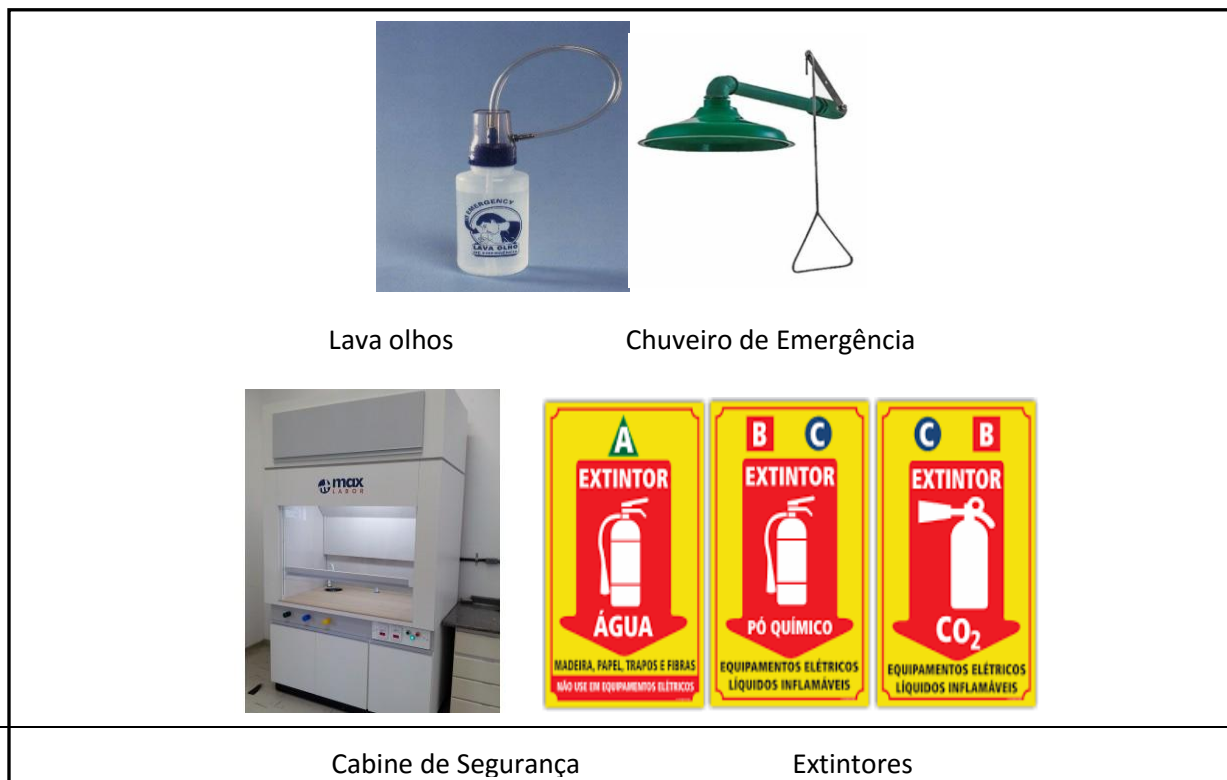 EMERGENCY
LAVA OLHO
DE EMERGÊNCIA
Lava olhos
Chuveiro de Emergência
max
LABOR
A
EXTINTOR
ÁGUA
MADEIRA, PAPEL, TRAPOS E FIBRAS
NÃO USE EM EQUIPAMENTOS ELÉTRICOS
B C
EXTINTOR
PÓ QUÍMICO
EQUIPAMENTOS ELÉTRICOS
LÍQUIDOS INFLAMÁVEIS
C B
EXTINTOR
CO₂
EQUIPAMENTOS ELÉTRICOS
LÍQUIDOS INFLAMÁVEIS
Cabine de Segurança
Extintores